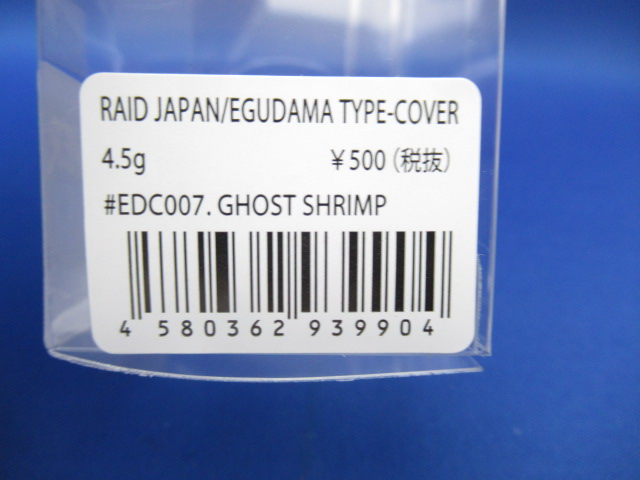 RAID JAPAN/EGUDAMA TYPE-COVER
4.5g ¥500(税抜)
#EDC007. GHOST SHRIMP
4 580362 939904